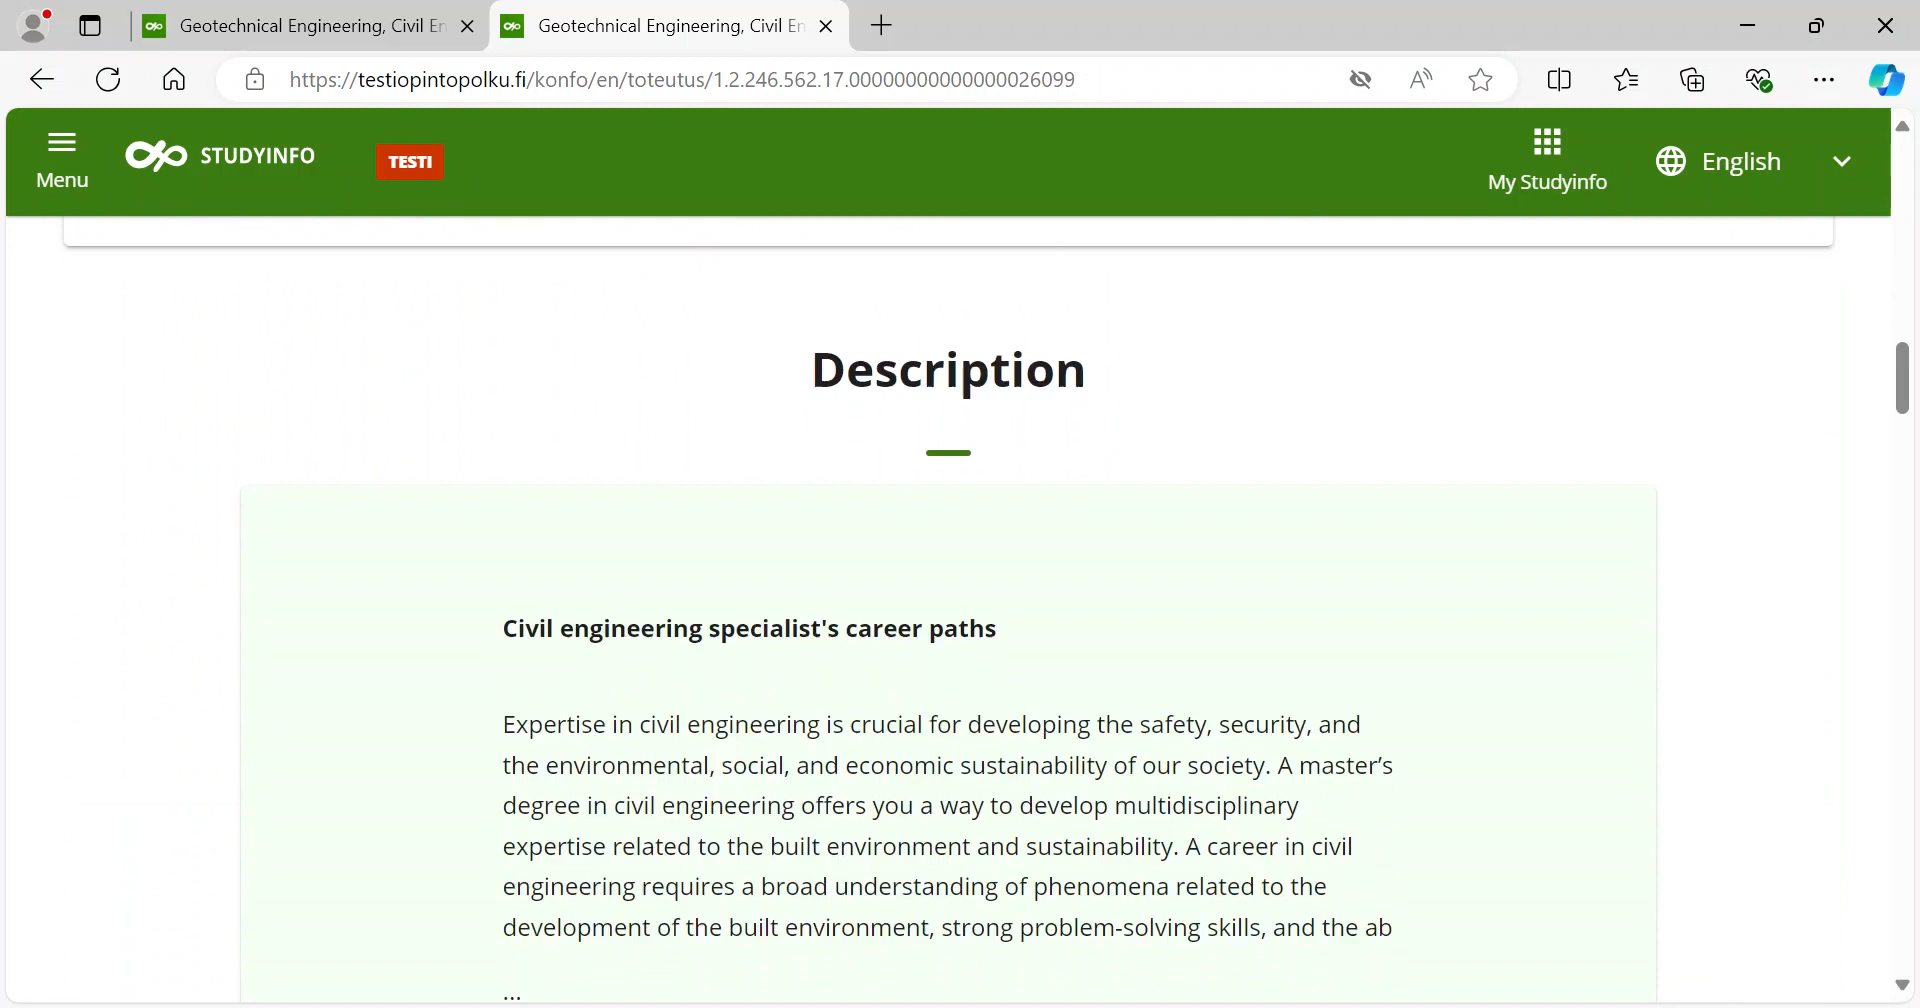 Geotechnical Engineering, Civil En
Geotechnical Engineering, Civil En
https://testiopintopolku.fi/konfo/en/toteutus/1.2.246.562.17.00000000000000026099
Menu
STUDYINFO
TESTI
My Studyinfo
English
Description
Civil engineering specialist's career paths
Expertise in civil engineering is crucial for developing the safety, security, and
the environmental, social, and economic sustainability of our society. A master’s
degree in civil engineering offers you a way to develop multidisciplinary
expertise related to the built environment and sustainability. A career in civil
engineering requires a broad understanding of phenomena related to the
development of the built environment, strong problem-solving skills, and the ab
...